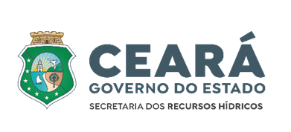 CEARÁ
GOVERNO DO ESTADO
SECRETARIA DOS RECURSOS HÍDRICOS